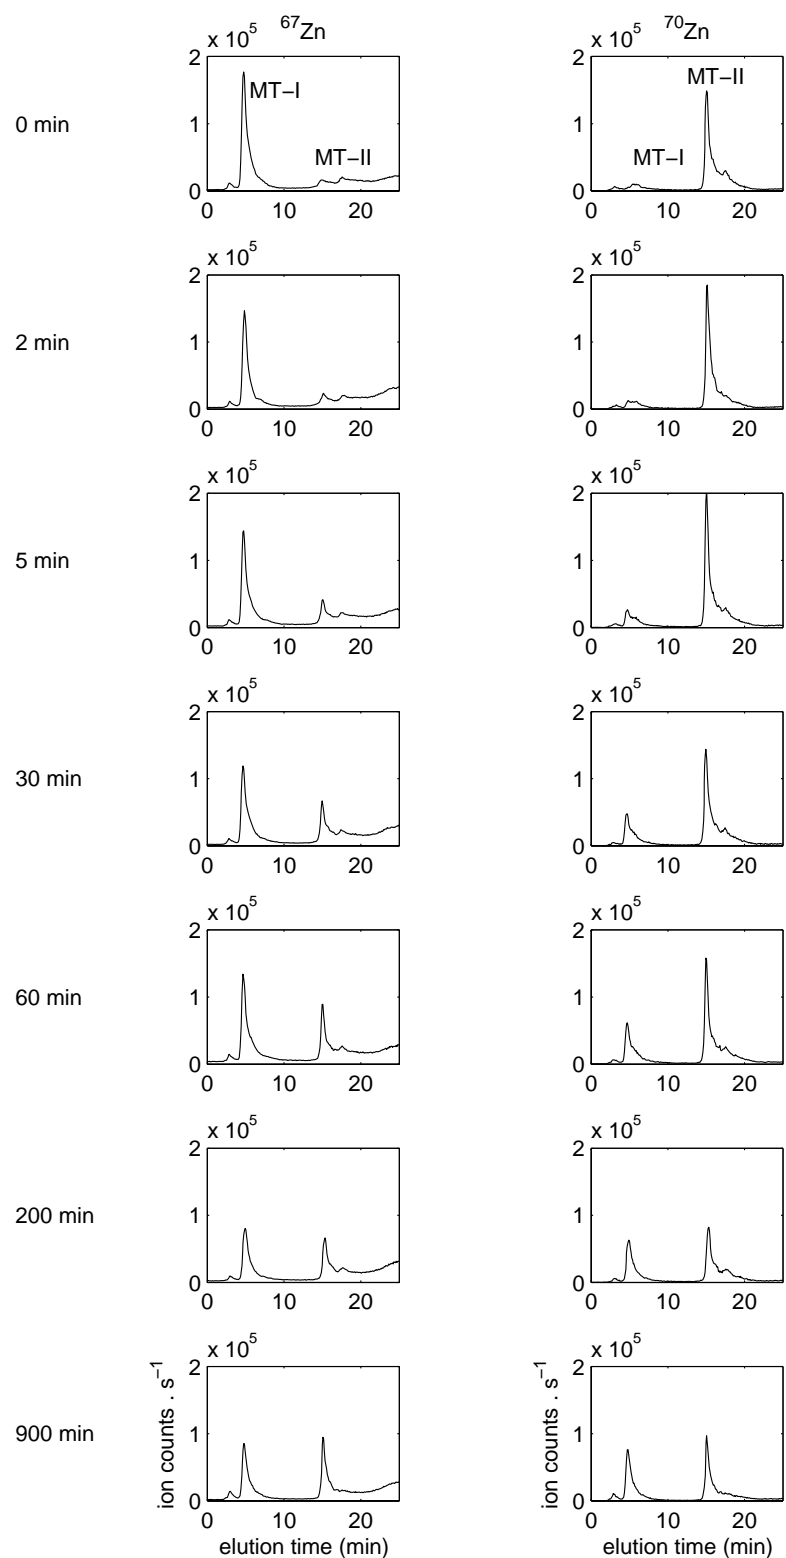 x 10^5 ^67Zn x 10^5 ^70Zn
2 2
MT−I MT−II
0 min 1 1
MT−II MT−I
0 0
0 10 20 0 10 20
x 10^5 x 10^5
2 2
2 min 1 1
0 0
0 10 20 0 10 20
x 10^5 x 10^5
2 2
5 min 1 1
0 0
0 10 20 0 10 20
x 10^5 x 10^5
2 2
30 min 1 1
0 0
0 10 20 0 10 20
x 10^5 x 10^5
2 2
60 min 1 1
0 0
0 10 20 0 10 20
x 10^5 x 10^5
2 2
200 min 1 1
0 0
0 10 20 0 10 20
x 10^5 x 10^5
2 2
900 min 1 1
0 0
0 10 20 0 10 20
ion counts . s^−1 ion counts . s^−1
elution time (min) elution time (min)